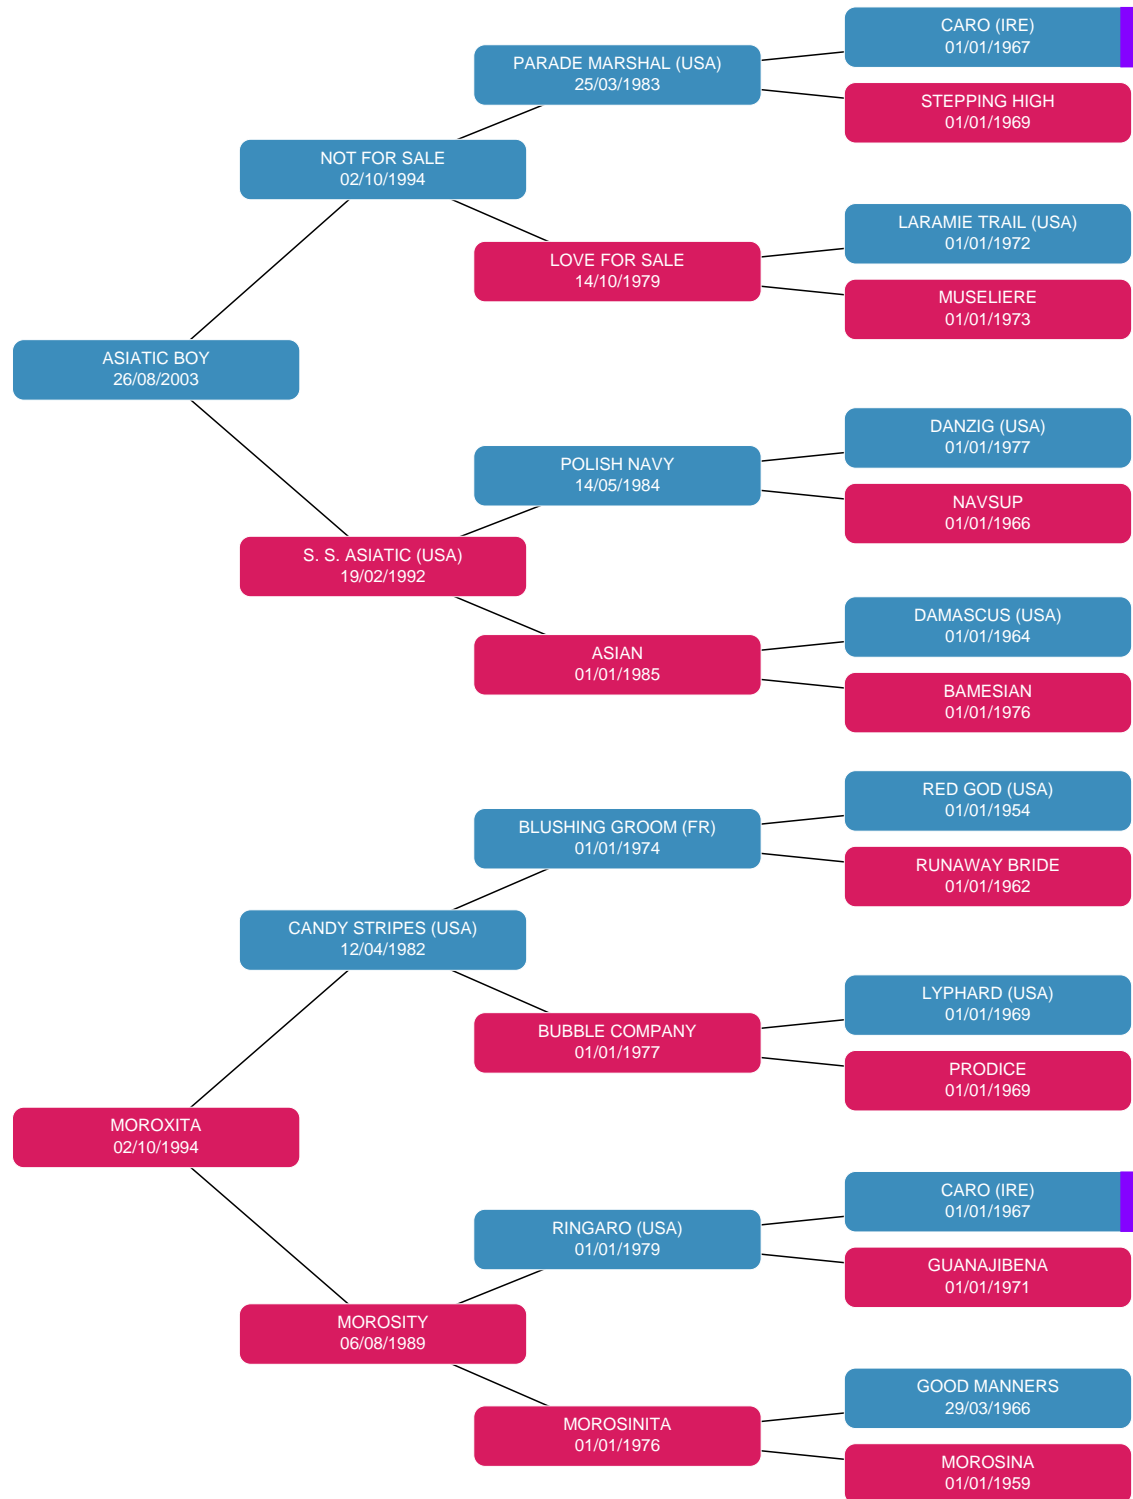 CARO (IRE)
01/01/1967
PARADE MARSHAL (USA)
25/03/1983
STEPPING HIGH
01/01/1969
NOT FOR SALE
02/10/1994
LARAMIE TRAIL (USA)
01/01/1972
LOVE FOR SALE
14/10/1979
MUSELIERE
01/01/1973
ASIATIC BOY
26/08/2003
DANZIG (USA)
01/01/1977
POLISH NAVY
14/05/1984
NAVSUP
01/01/1966
S. S. ASIATIC (USA)
19/02/1992
DAMASCUS (USA)
01/01/1964
ASIAN
01/01/1985
BAMESIAN
01/01/1976
RED GOD (USA)
01/01/1954
BLUSHING GROOM (FR)
01/01/1974
RUNAWAY BRIDE
01/01/1962
CANDY STRIPES (USA)
12/04/1982
LYPHARD (USA)
01/01/1969
BUBBLE COMPANY
01/01/1977
PRODICE
01/01/1969
MOROXITA
02/10/1994
CARO (IRE)
01/01/1967
RINGARO (USA)
01/01/1979
GUANAJIBENA
01/01/1971
MOROSITY
06/08/1989
GOOD MANNERS
29/03/1966
MOROSINITA
01/01/1976
MOROSINA
01/01/1959